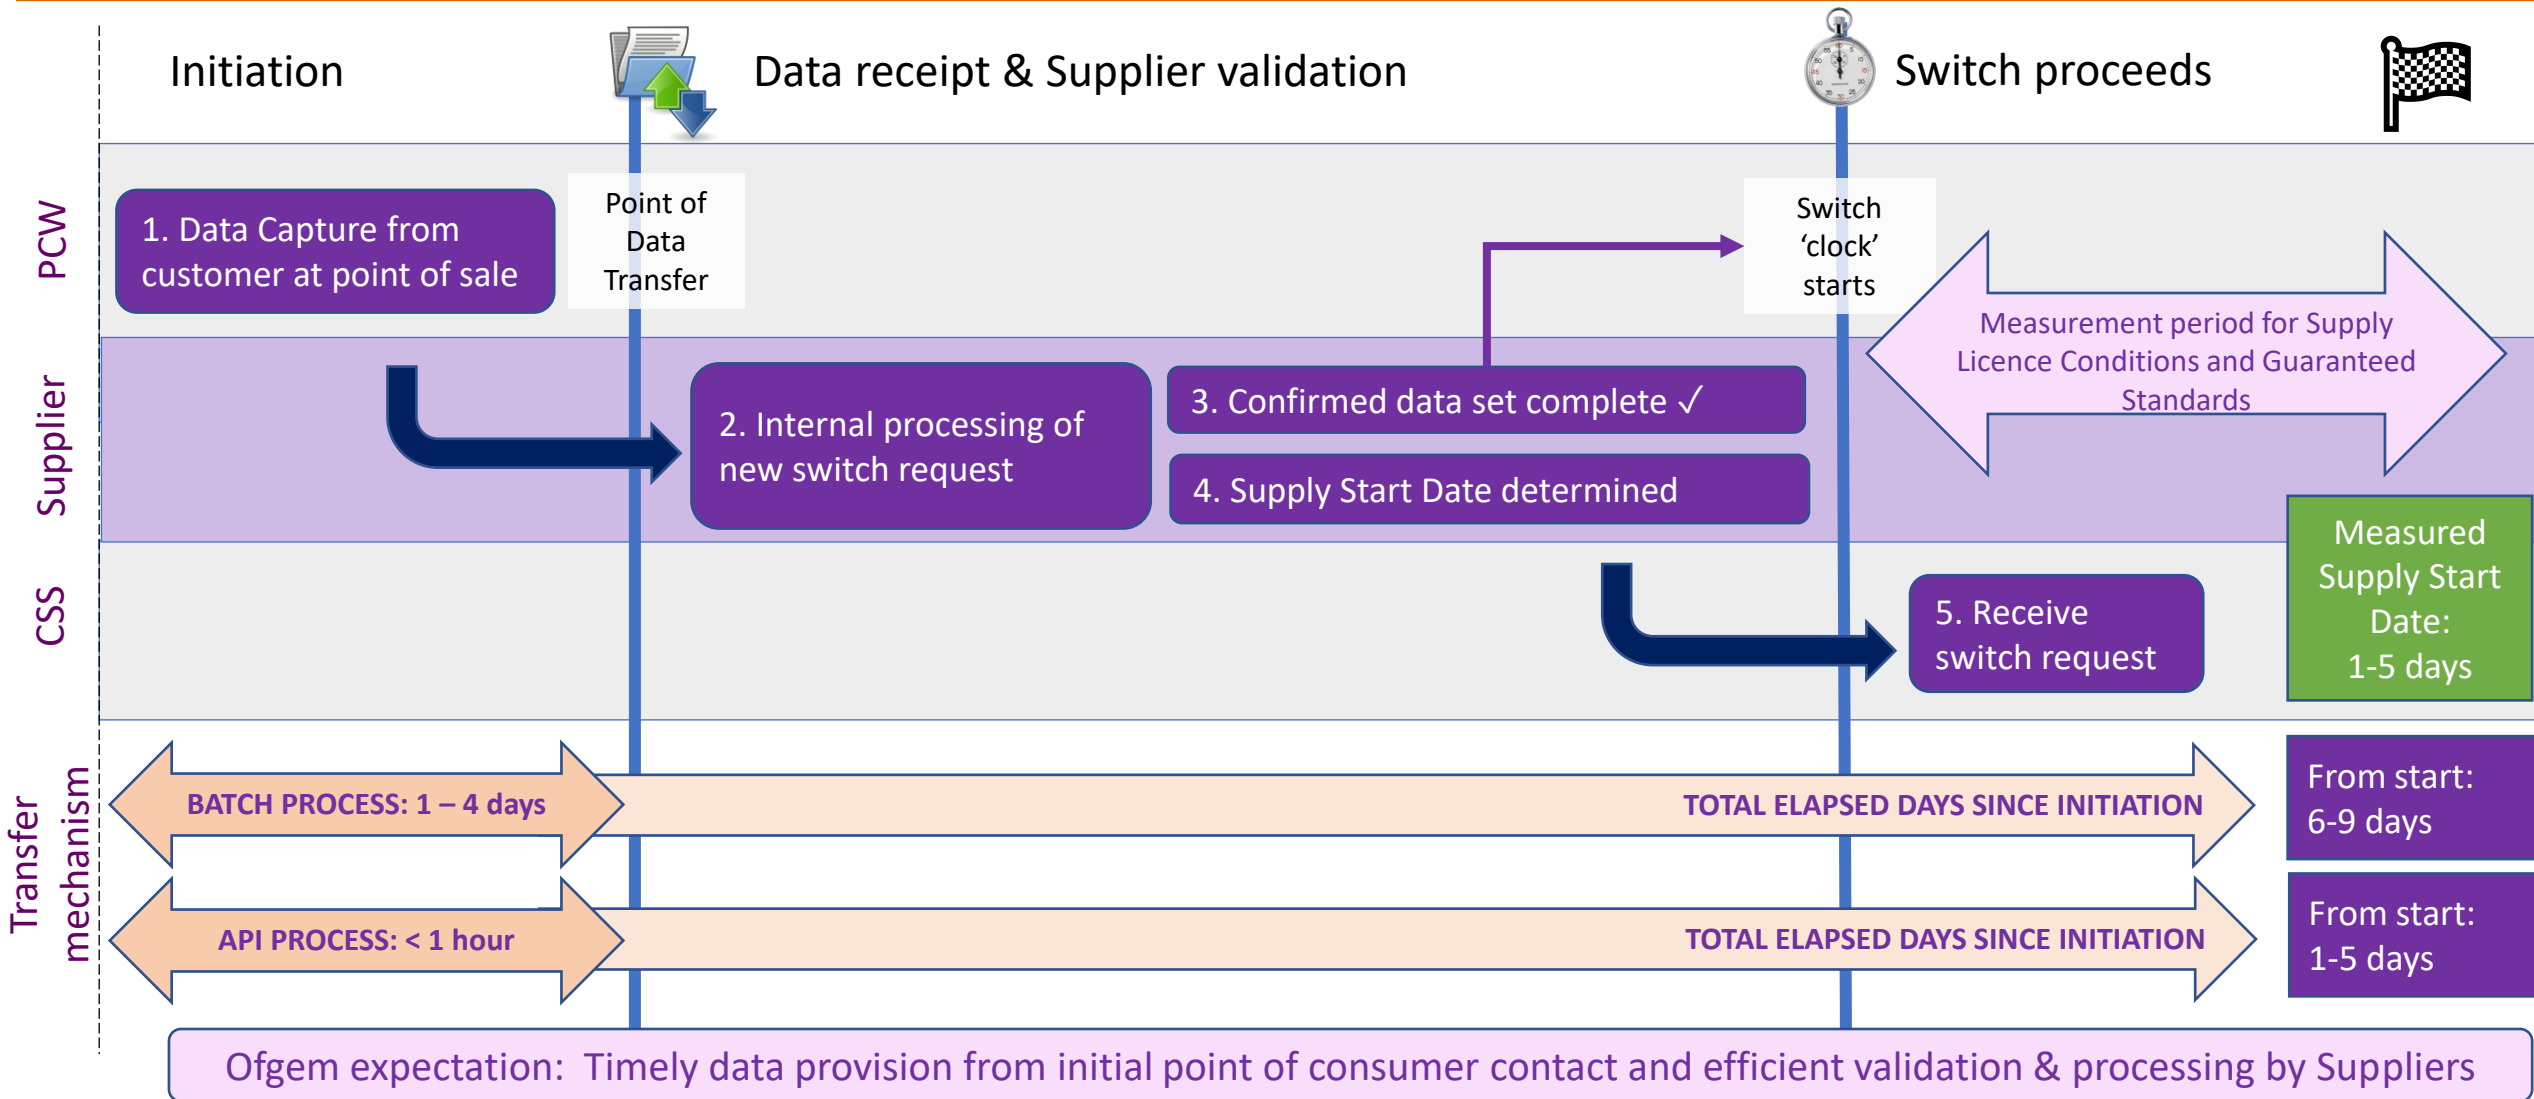 Initiation
Data receipt & Supplier validation
Switch proceeds
PCW
1. Data Capture from
customer at point of sale
Point of
Data
Transfer
Switch
‘clock’
starts
Measurement period for Supply
Licence Conditions and Guaranteed
Standards
Supplier
2. Internal processing of
new switch request
3. Confirmed data set complete ✓
4. Supply Start Date determined
CSS
5. Receive
switch request
Measured
Supply Start
Date:
1-5 days
Transfer
mechanism
BATCH PROCESS: 1 – 4 days
TOTAL ELAPSED DAYS SINCE INITIATION
From start:
6-9 days
API PROCESS: < 1 hour
TOTAL ELAPSED DAYS SINCE INITIATION
From start:
1-5 days
Ofgem expectation:  Timely data provision from initial point of consumer contact and efficient validation & processing by Suppliers